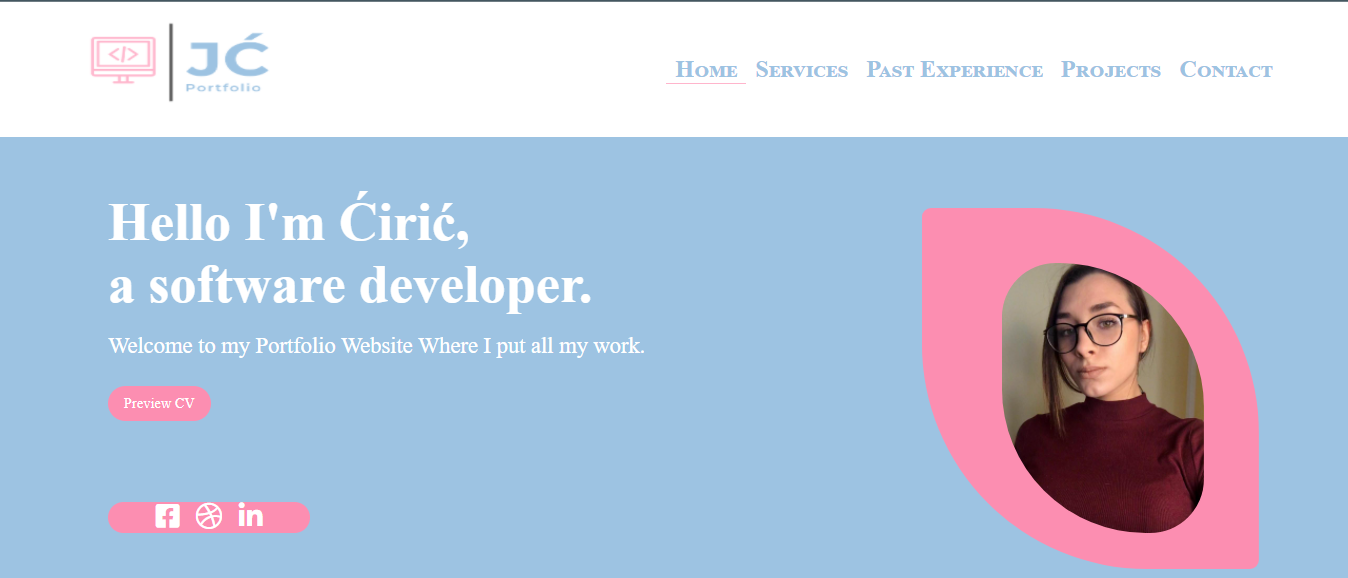 </>
JĆ
Portfolio
Home Services Past Experience Projects Contact
Hello I'm Ćirić,
a software developer.
Welcome to my Portfolio Website Where I put all my work.
Preview CV
in